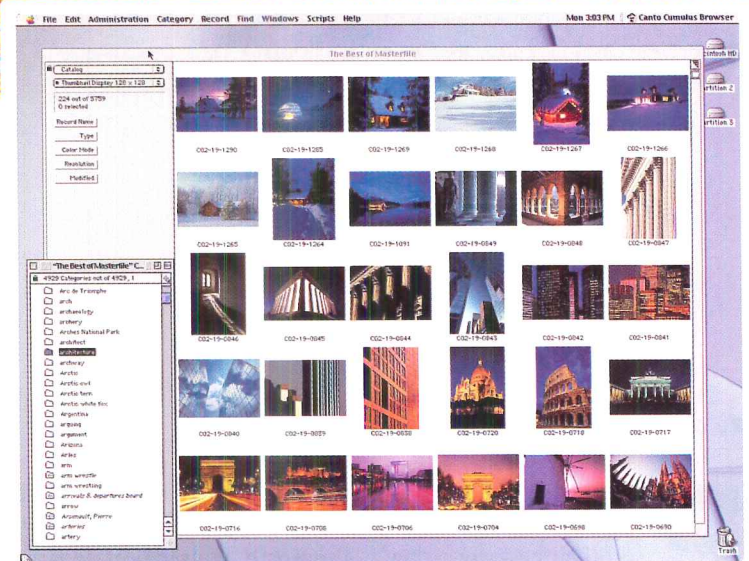 File Edit Administration Category Record Find Windows Scripts Help
Mon 3:03 PM Canto Cumulus Browser
The Best of Masterfile
Catalog
Thumbnail Display 128 x 128
224 out of 5759
0 selected
Record Name
Type
Color Mode
Resolution
Modified
C02-19-1290
C02-19-1285
C02-19-1269
C02-19-1268
C02-19-1267
C02-19-1266
C02-19-1265
C02-19-1264
C02-19-1091
C02-19-0849
C02-19-0848
C02-19-0847
C02-19-0846
C02-19-0845
C02-19-0844
C02-19-0843
C02-19-0842
C02-19-0841
C02-19-0840
C02-19-0839
C02-19-0838
C02-19-0720
C02-19-0718
C02-19-0717
C02-19-0716
C02-19-0708
C02-19-0706
C02-19-0704
C02-19-0698
C02-19-0690
"The Best of Masterfile" C...
4929 Categories out of 4929, 1
Arc de Triomphe
arch
archaeology
archery
Arches National Park
architect
architecture
archway
Arctic
Arctic owl
Arctic tern
Arctic white fox
Argentina
arguing
argument
Arizona
Aries
arm
arm wrestle
arm wrestling
arrivals & departures board
arrow
Arsenault, Pierre
arteries
artery
cintosh HD
artition 2
artition 3
Trash